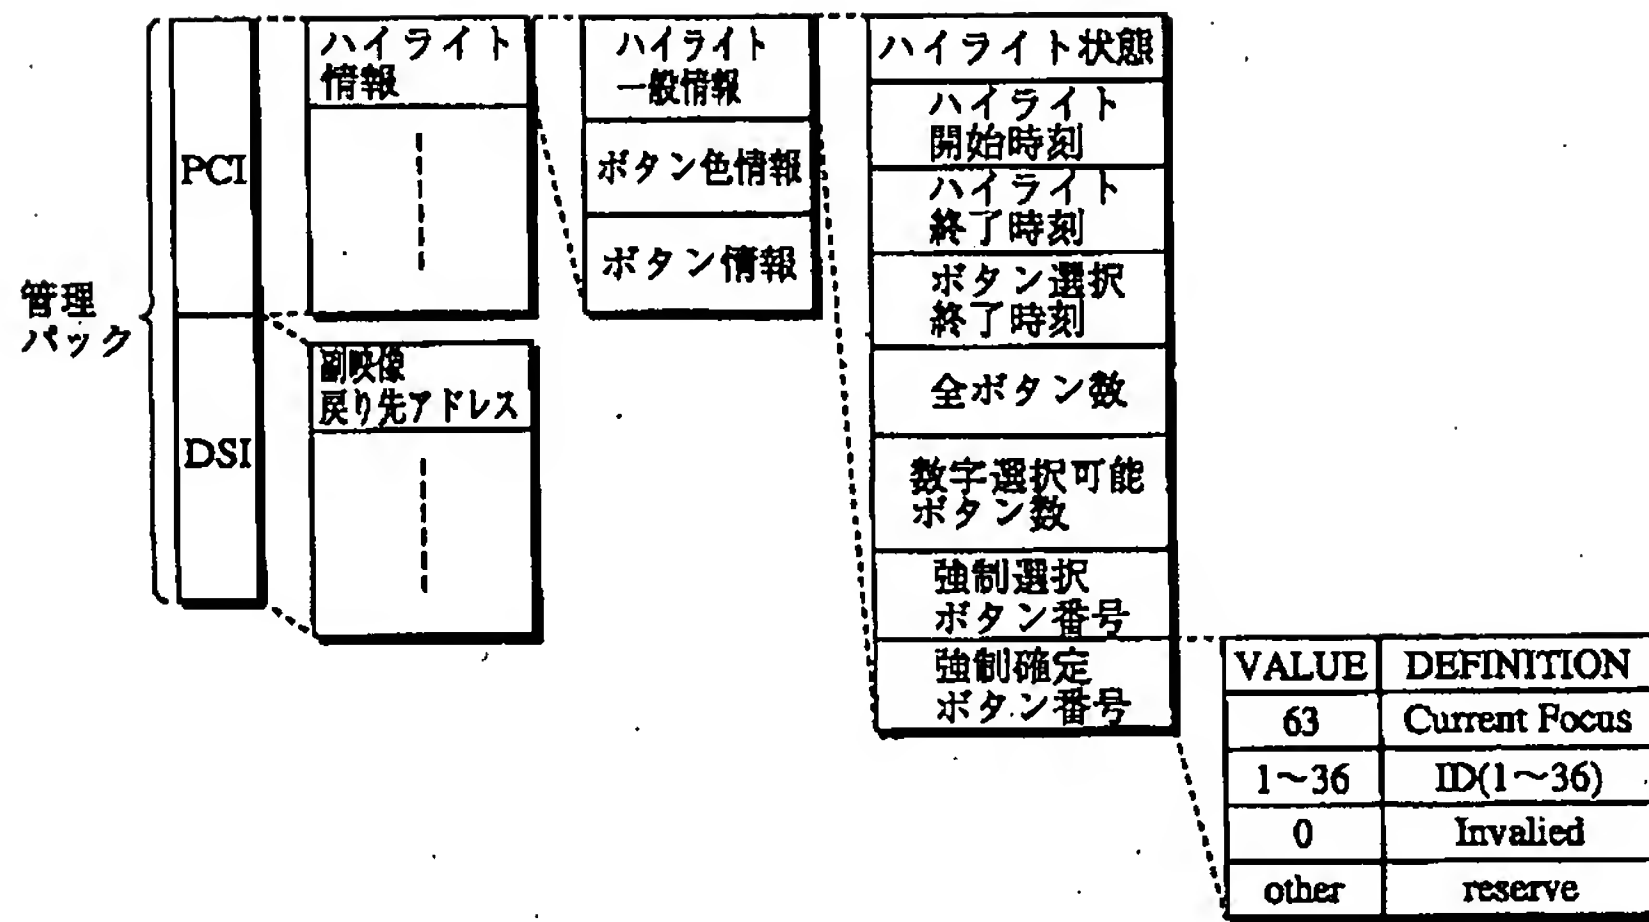 管理
パック
PCI
DSI
ハイライト
情報
副映像
戻り先アドレス
ハイライト
一般情報
ボタン色情報
ボタン情報
ハイライト状態
ハイライト
開始時刻
ハイライト
終了時刻
ボタン選択
終了時刻
全ボタン数
数字選択可能
ボタン数
強制選択
ボタン番号
強制確定
ボタン番号
VALUE DEFINITION
63 Current Focus
1~36 ID(1~36)
0 Invalied
other reserve